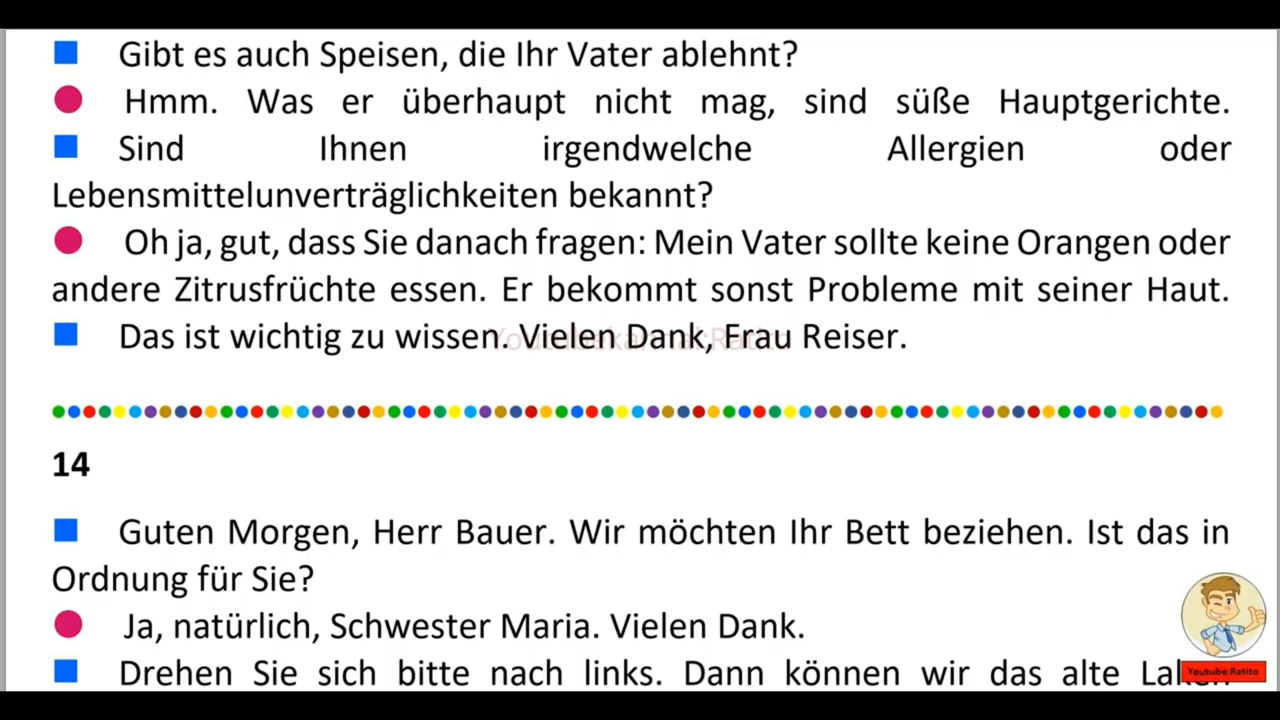 Gibt es auch Speisen, die Ihr Vater ablehnt?
Hmm. Was er überhaupt nicht mag, sind süße Hauptgerichte.
Sind Ihnen irgendwelche Allergien oder
Lebensmittelunverträglichkeiten bekannt?
Oh ja, gut, dass Sie danach fragen: Mein Vater sollte keine Orangen oder
andere Zitrusfrüchte essen. Er bekommt sonst Probleme mit seiner Haut.
Das ist wichtig zu wissen. Vielen Dank, Frau Reiser.
14
Guten Morgen, Herr Bauer. Wir möchten Ihr Bett beziehen. Ist das in
Ordnung für Sie?
Ja, natürlich, Schwester Maria. Vielen Dank.
Drehen Sie sich bitte nach links. Dann können wir das alte Laken
Youtube:Ratito